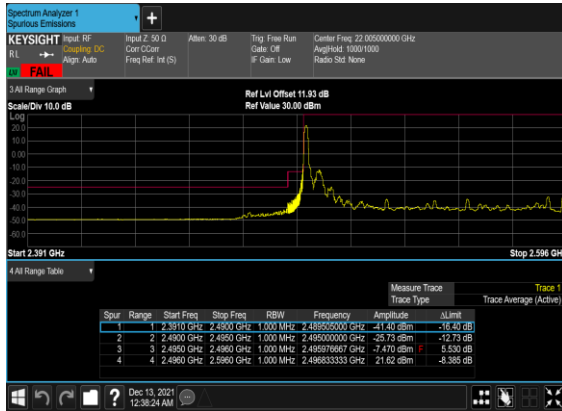 Spectrum Analyzer 1
Spurious Emissions
KEYSIGHT
RL
LV
FAIL
Input: RF
Coupling: DC
Align: Auto
Input Z: 50 Ω
Corr CCorr
Freq Ref: Int (S)
Atten: 30 dB
Trig: Free Run
Gate: Off
IF Gain: Low
Center Freq: 22.005000000 GHz
Avg|Hold: 1000/1000
Radio Std: None
3 All Range Graph
Scale/Div 10.0 dB
Ref Lvl Offset 11.93 dB
Ref Value 30.00 dBm
Log
20.0
10.0
0.00
-10.0
-20.0
-30.0
-40.0
-50.0
-60.0
Start 2.391 GHz
Stop 2.596 GH
4 All Range Table
Measure Trace Trace 1
Trace Type Trace Average (Active)
Spur Range Start Freq Stop Freq RBW Frequency Amplitude ΔLimit
1 1 2.3910 GHz 2.4900 GHz 1.000 MHz 2.489505000 GHz -41.40 dBm -16.40 dB
2 2 2.4900 GHz 2.4950 GHz 1.000 MHz 2.495000000 GHz -25.73 dBm -12.73 dB
3 3 2.4950 GHz 2.4960 GHz 1.000 MHz 2.495976667 GHz -7.470 dBm F 5.530 dB
4 4 2.4960 GHz 2.5960 GHz 1.000 MHz 2.496833333 GHz 21.62 dBm -8.385 dB
?
Dec 13, 2021
12:38:24 AM